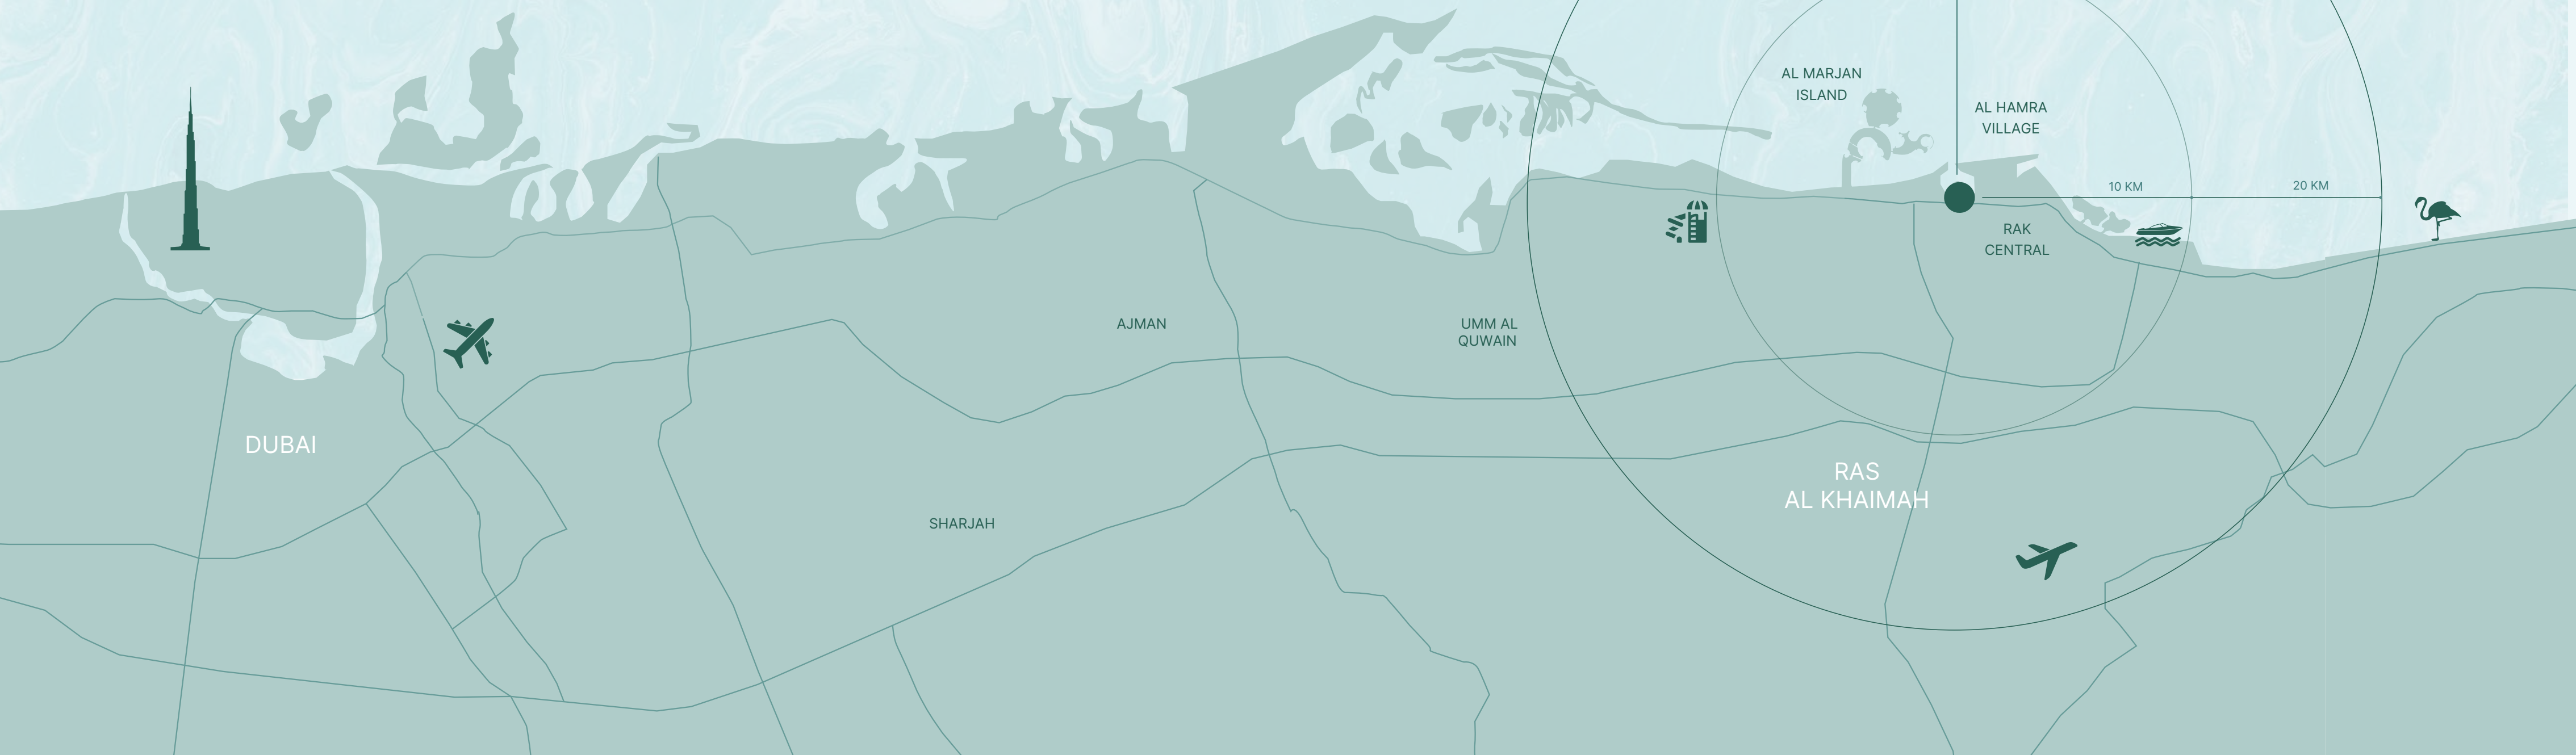 AL MARJAN
ISLAND
AL HAMRA
VILLAGE
10 KM
20 KM
RAK
CENTRAL
AJMAN
UMM AL
QUWAIN
DUBAI
RAS
AL KHAIMAH
SHARJAH